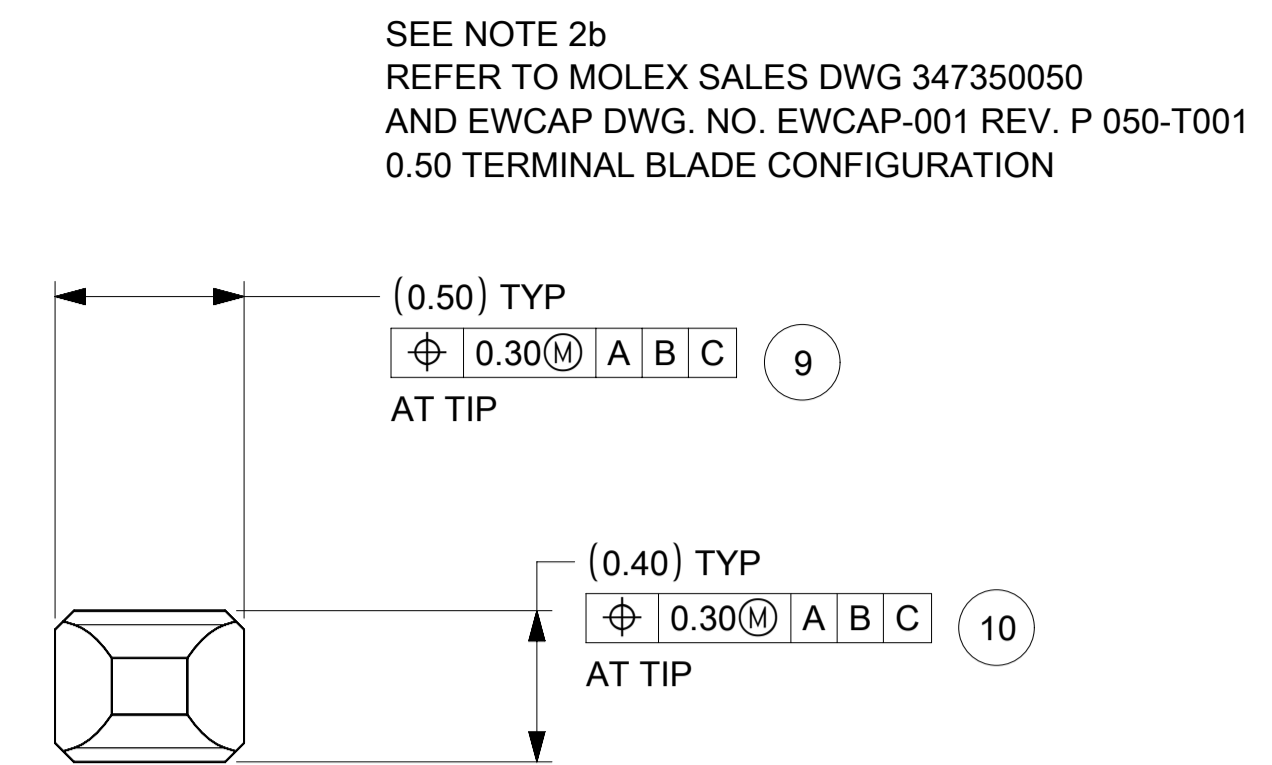 SEE NOTE 2b
REFER TO MOLEX SALES DWG 347350050
AND EWCAP DWG. NO. EWCAP-001 REV. P 050-T001
0.50 TERMINAL BLADE CONFIGURATION
(0.50) TYP
⌖ 0.30Ⓜ A B C 9
AT TIP
(0.40) TYP
⌖ 0.30Ⓜ A B C 10
AT TIP